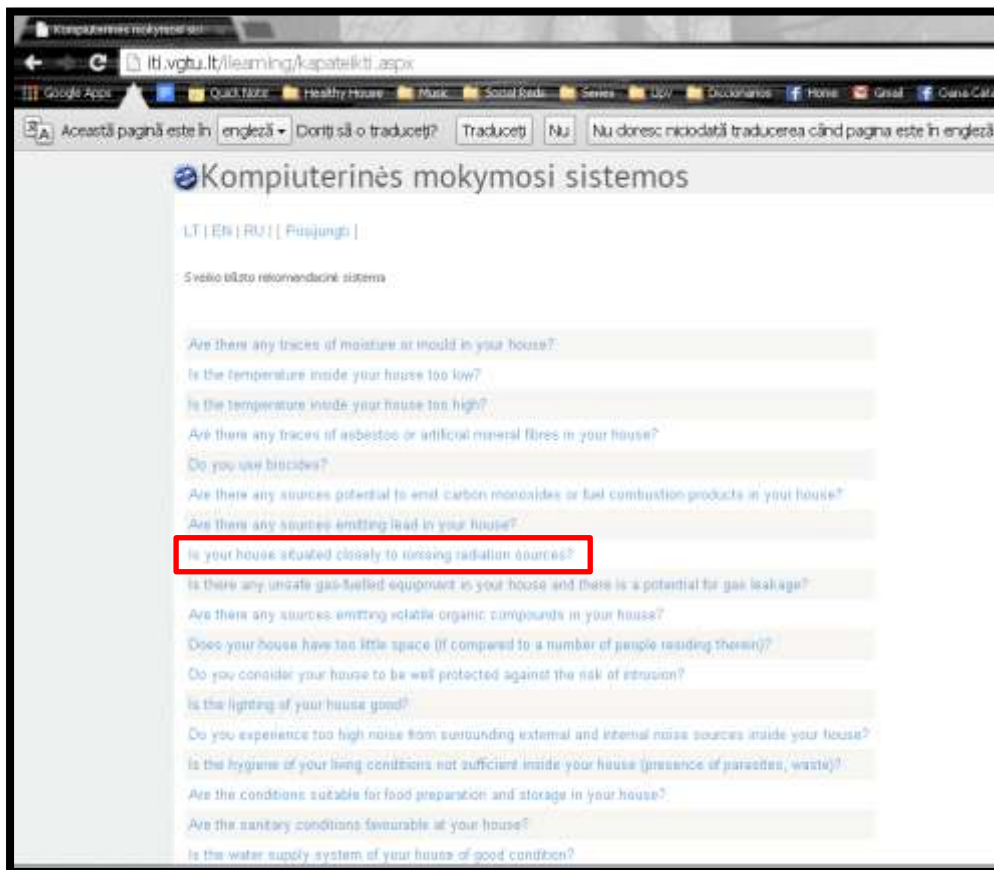 Kompiuterinės mokymosi sist
iti.vgtu.lt/ilearning/kapateikti.aspx
Google Apps Quick Note Healthy House Music Social Reds Series Upv Diccionarios Home Gmail Oana Cata
Această pagină este în engleză Doriți să o traduceți? Traduceți Nu Nu doresc niciodată traducerea când pagina este în engleză
Kompiuterinės mokymosi sistemos
LT | EN | RU | [ Prisijungti ]
Sveiko būsto rekomendacinė sistema
Are there any traces of moisture or mould in your house?
Is the temperature inside your house too low?
Is the temperature inside your house too high?
Are there any traces of asbestos or artificial mineral fibres in your house?
Do you use biocides?
Are there any sources potential to emit carbon monoxides or fuel combustion products in your house?
Are there any sources emitting lead in your house?
Is your house situated closely to ionising radiation sources?
Is there any unsafe gas-fuelled equipment in your house and there is a potential for gas leakage?
Are there any sources emitting volatile organic compounds in your house?
Does your house have too little space (if compared to a number of people residing therein)?
Do you consider your house to be well protected against the risk of intrusion?
Is the lighting of your house good?
Do you experience too high noise from surrounding external and internal noise sources inside your house?
Is the hygiene of your living conditions not sufficient inside your house (presence of parasites, waste)?
Are the conditions suitable for food preparation and storage in your house?
Are the sanitary conditions favourable at your house?
Is the water supply system of your house of good condition?